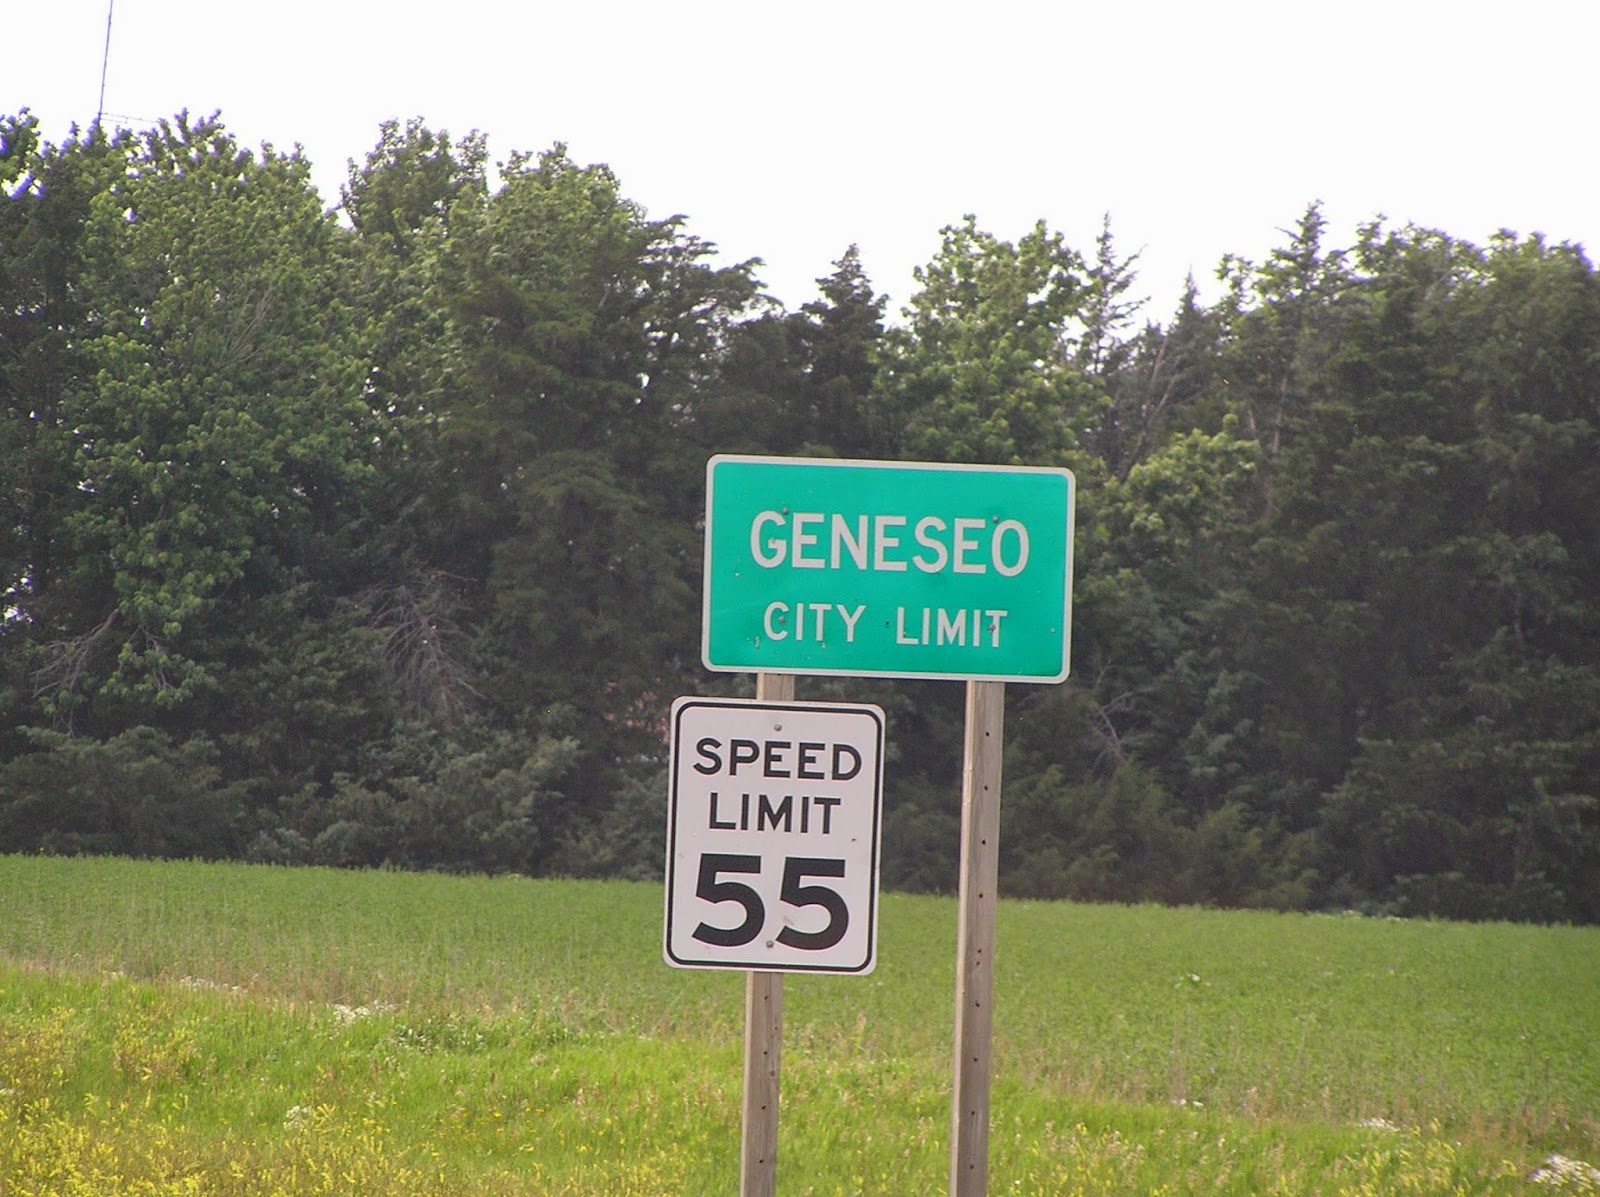 GENESEO
CITY LIMIT
SPEED
LIMIT
55